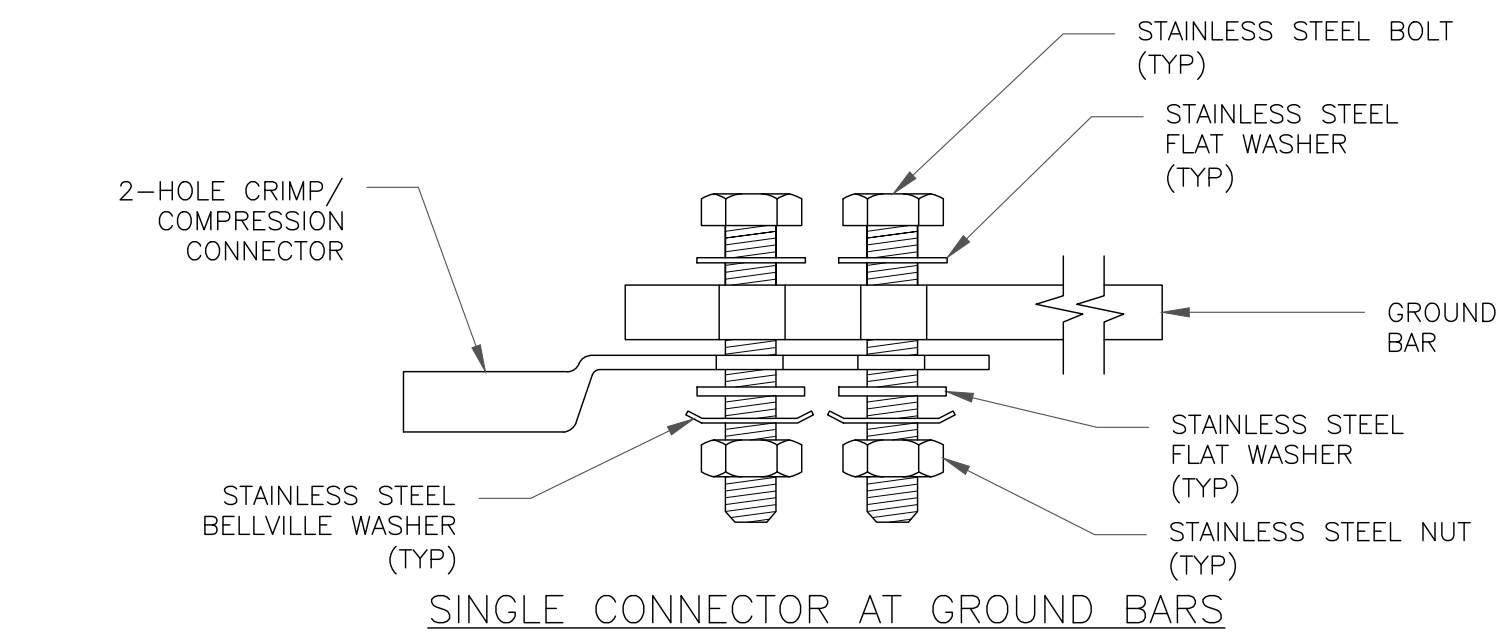 STAINLESS STEEL BOLT
(TYP)
STAINLESS STEEL
FLAT WASHER
(TYP)
2-HOLE CRIMP/
COMPRESSION
CONNECTOR
GROUND
BAR
STAINLESS STEEL
FLAT WASHER
(TYP)
STAINLESS STEEL
BELLVILLE WASHER
(TYP)
STAINLESS STEEL NUT
(TYP)
SINGLE CONNECTOR AT GROUND BARS